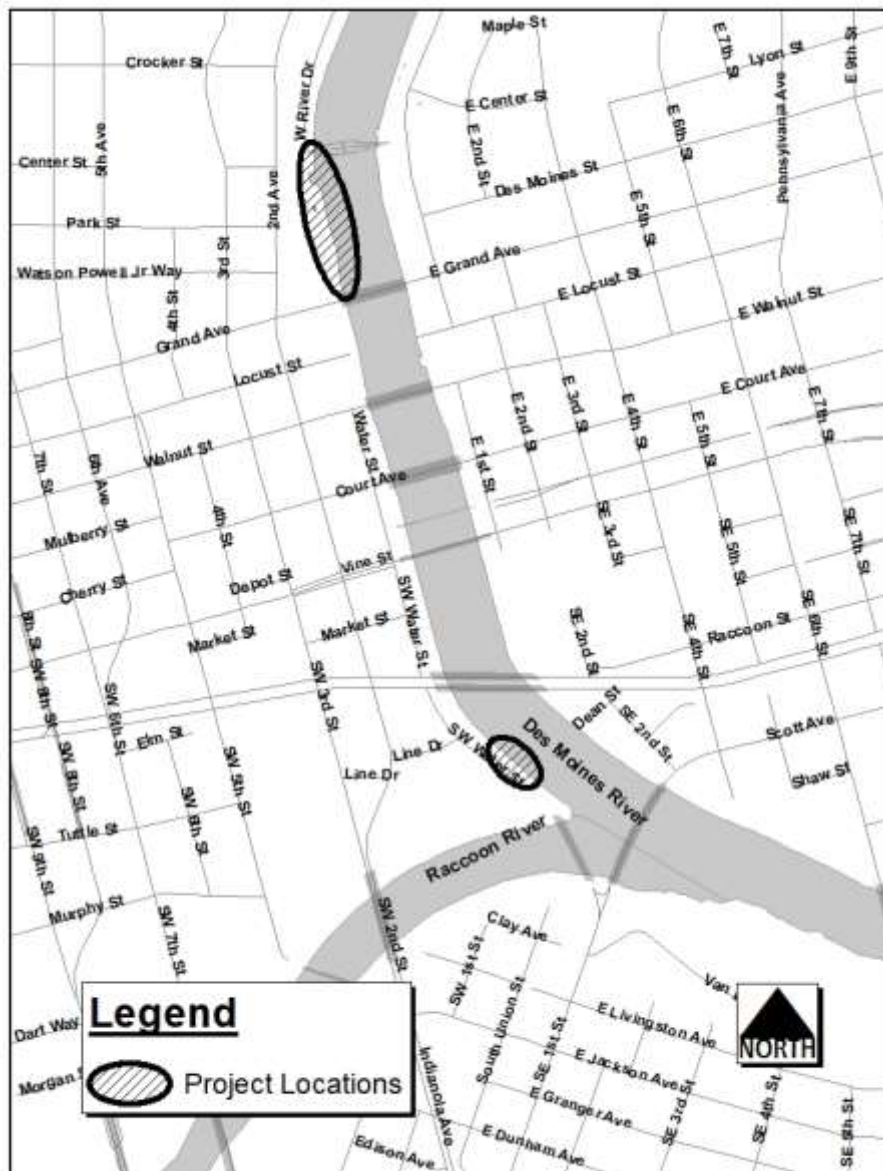 Maple St
Crocker St
W River Dr
E 7th St
Lyon St
E 9th St
E Center St
E 2nd St
E 6th St
Pennsylvania Ave
5th Ave
Center St
2nd Ave
Des Moines St
E 5th St
Park St
3rd St
Watson Powell Jr Way
4th St
E Grand Ave
E Locust St
E Walnut St
Grand Ave
Locust St
E Court Ave
7th St
6th Ave
Walnut St
Water St
E 1st St
E 2nd St
E 3rd St
E 4th St
E 5th St
E 7th St
Court Ave
Mulberry St
4th St
SE 3rd St
SE 5th St
SE 7th St
Cherry St
Depot St
Vine St
SW Water St
8th St
SW 8th St
Market St
Market St
SE 2nd St
SE 4th St
Raccoon St
SE 6th St
SW 3rd St
SW 6th St
Elm St
SW 5th St
Line Dr
Line Dr
SW Water St
Des Moines River
Dean St
SE 2nd St
Scott Ave
Shaw St
SW 8th St
SW 9th St
Tuttle St
SW 6th St
Raccoon River
Murphy St
SW 7th St
SW 2nd St
Clay Ave
SW 1st St
South Union St
SE 1st St
Van
E Livingston Ave
E Jackson Ave
E Granger Ave
E Dunham Ave
SE 3rd St
SE 4th St
SE 5th St
Indianola Ave
Edison Ave
Dart Way
Morgan
NORTH
Legend
Project Locations